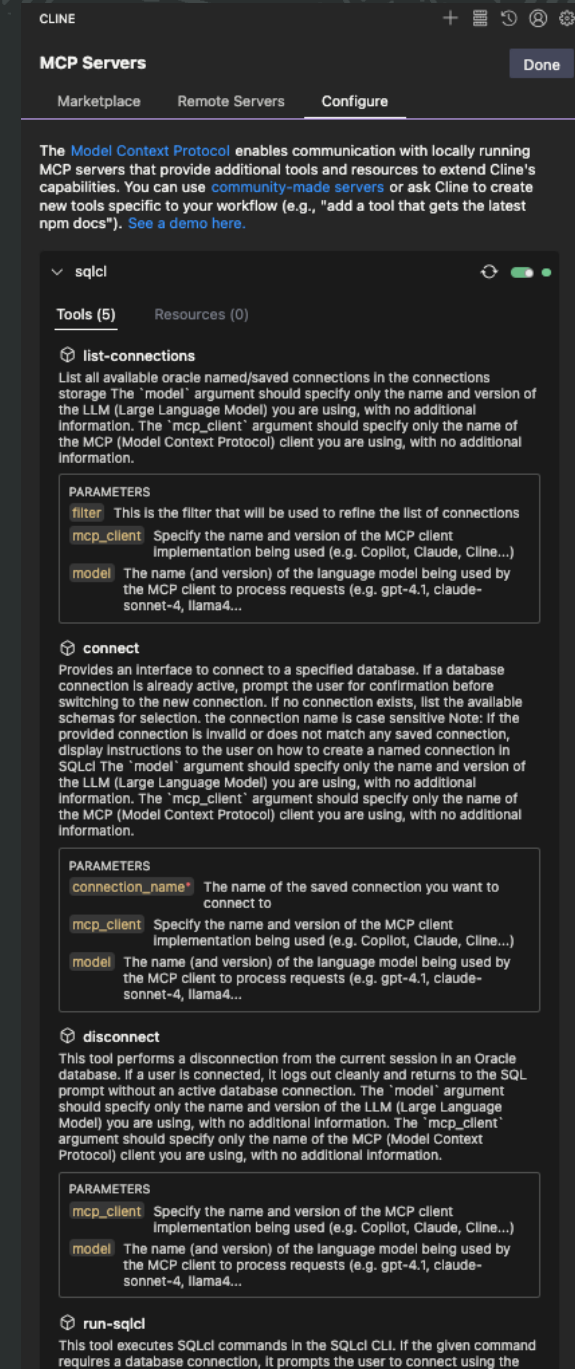 CLINE
MCP Servers
Done
Marketplace Remote Servers Configure
The Model Context Protocol enables communication with locally running
MCP servers that provide additional tools and resources to extend Cline's
capabilities. You can use community-made servers or ask Cline to create
new tools specific to your workflow (e.g., "add a tool that gets the latest
npm docs"). See a demo here.
sqlcl
Tools (5) Resources (0)
list-connections
List all available oracle named/saved connections in the connections
storage The `model` argument should specify only the name and version of
the LLM (Large Language Model) you are using, with no additional
information. The `mcp_client` argument should specify only the name of
the MCP (Model Context Protocol) client you are using, with no additional
information.
PARAMETERS
filter This is the filter that will be used to refine the list of connections
mcp_client Specify the name and version of the MCP client
implementation being used (e.g. Copilot, Claude, Cline...)
model The name (and version) of the language model being used by
the MCP client to process requests (e.g. gpt-4.1, claude-
sonnet-4, llama4...
connect
Provides an interface to connect to a specified database. If a database
connection is already active, prompt the user for confirmation before
switching to the new connection. If no connection exists, list the available
schemas for selection. the connection name is case sensitive Note: If the
provided connection is invalid or does not match any saved connection,
display instructions to the user on how to create a named connection in
SQLcl The `model` argument should specify only the name and version of
the LLM (Large Language Model) you are using, with no additional
information. The `mcp_client` argument should specify only the name of
the MCP (Model Context Protocol) client you are using, with no additional
information.
PARAMETERS
connection_name* The name of the saved connection you want to
connect to
mcp_client Specify the name and version of the MCP client
implementation being used (e.g. Copilot, Claude, Cline...)
model The name (and version) of the language model being used by
the MCP client to process requests (e.g. gpt-4.1, claude-
sonnet-4, llama4...
disconnect
This tool performs a disconnection from the current session in an Oracle
database. If a user is connected, it logs out cleanly and returns to the SQL
prompt without an active database connection. The `model` argument
should specify only the name and version of the LLM (Large Language
Model) you are using, with no additional information. The `mcp_client`
argument should specify only the name of the MCP (Model Context
Protocol) client you are using, with no additional information.
PARAMETERS
mcp_client Specify the name and version of the MCP client
implementation being used (e.g. Copilot, Claude, Cline...)
model The name (and version) of the language model being used by
the MCP client to process requests (e.g. gpt-4.1, claude-
sonnet-4, llama4...
run-sqlcl
This tool executes SQLcl commands in the SQLcl CLI. If the given command
requires a database connection, it prompts the user to connect using the